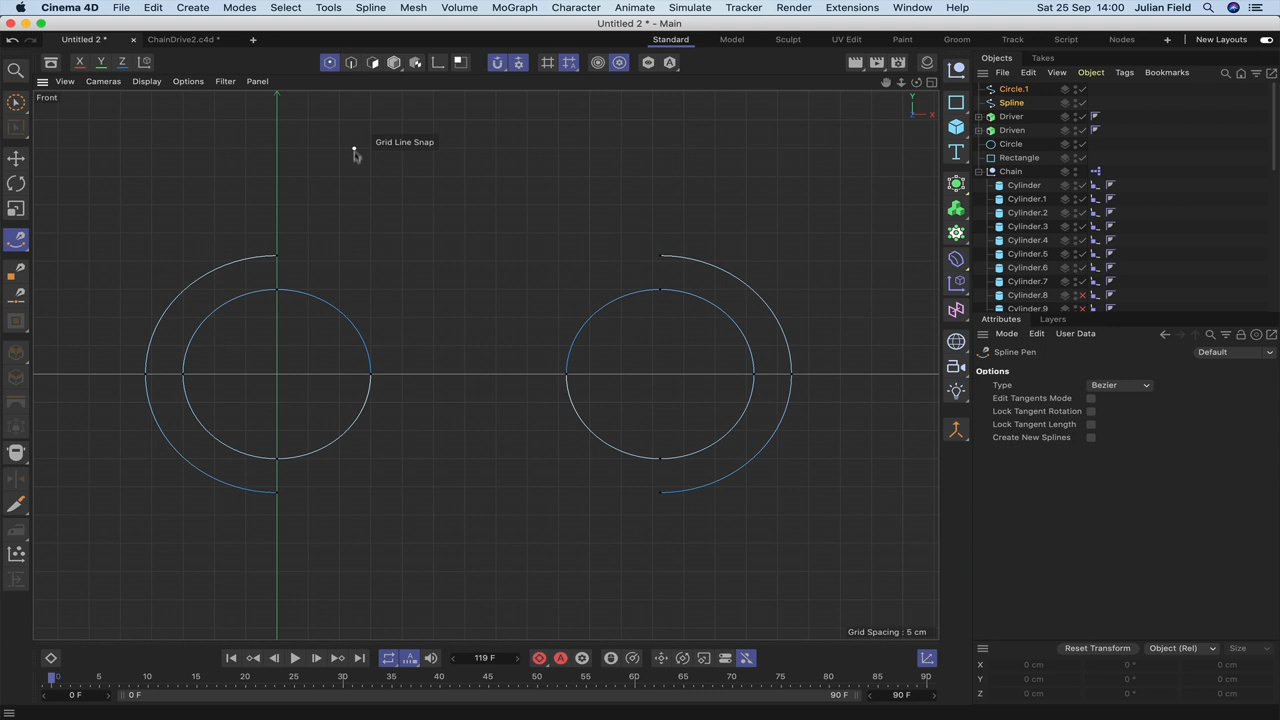 Cinema 4D File Edit Create Modes Select Tools Spline Mesh Volume MoGraph Character Animate Simulate Tracker Render Extensions Window Help Sat 25 Sep 14:00 Julian Field
Untitled 2 * - Main
Untitled 2 * ChainDrive2.c4d * Standard Model Sculpt UV Edit Paint Groom Track Script Nodes New Layouts
X Y Z Objects Takes
View Cameras Display Options Filter Panel File Edit View Object Tags Bookmarks
Front
Y
X
Circle.1
Spline
Driver
Driven
Circle
Rectangle
Chain
Cylinder
Cylinder.1
Cylinder.2
Cylinder.3
Cylinder.4
Cylinder.5
Cylinder.6
Cylinder.7
Cylinder.8
Cylinder.9
Grid Line Snap
Attributes Layers
Mode Edit User Data
Spline Pen Default
Options
Type Bezier
Edit Tangents Mode
Lock Tangent Rotation
Lock Tangent Length
Create New Splines
Grid Spacing : 5 cm
119 F
Reset Transform Object (Rel) Size
0 5 10 15 20 25 30 35 40 45 50 55 60 65 70 75 80 85 90
0 F 0 F 90 F 90 F
X 0 cm 0 ° 0 cm
Y 0 cm 0 ° 0 cm
Z 0 cm 0 ° 0 cm